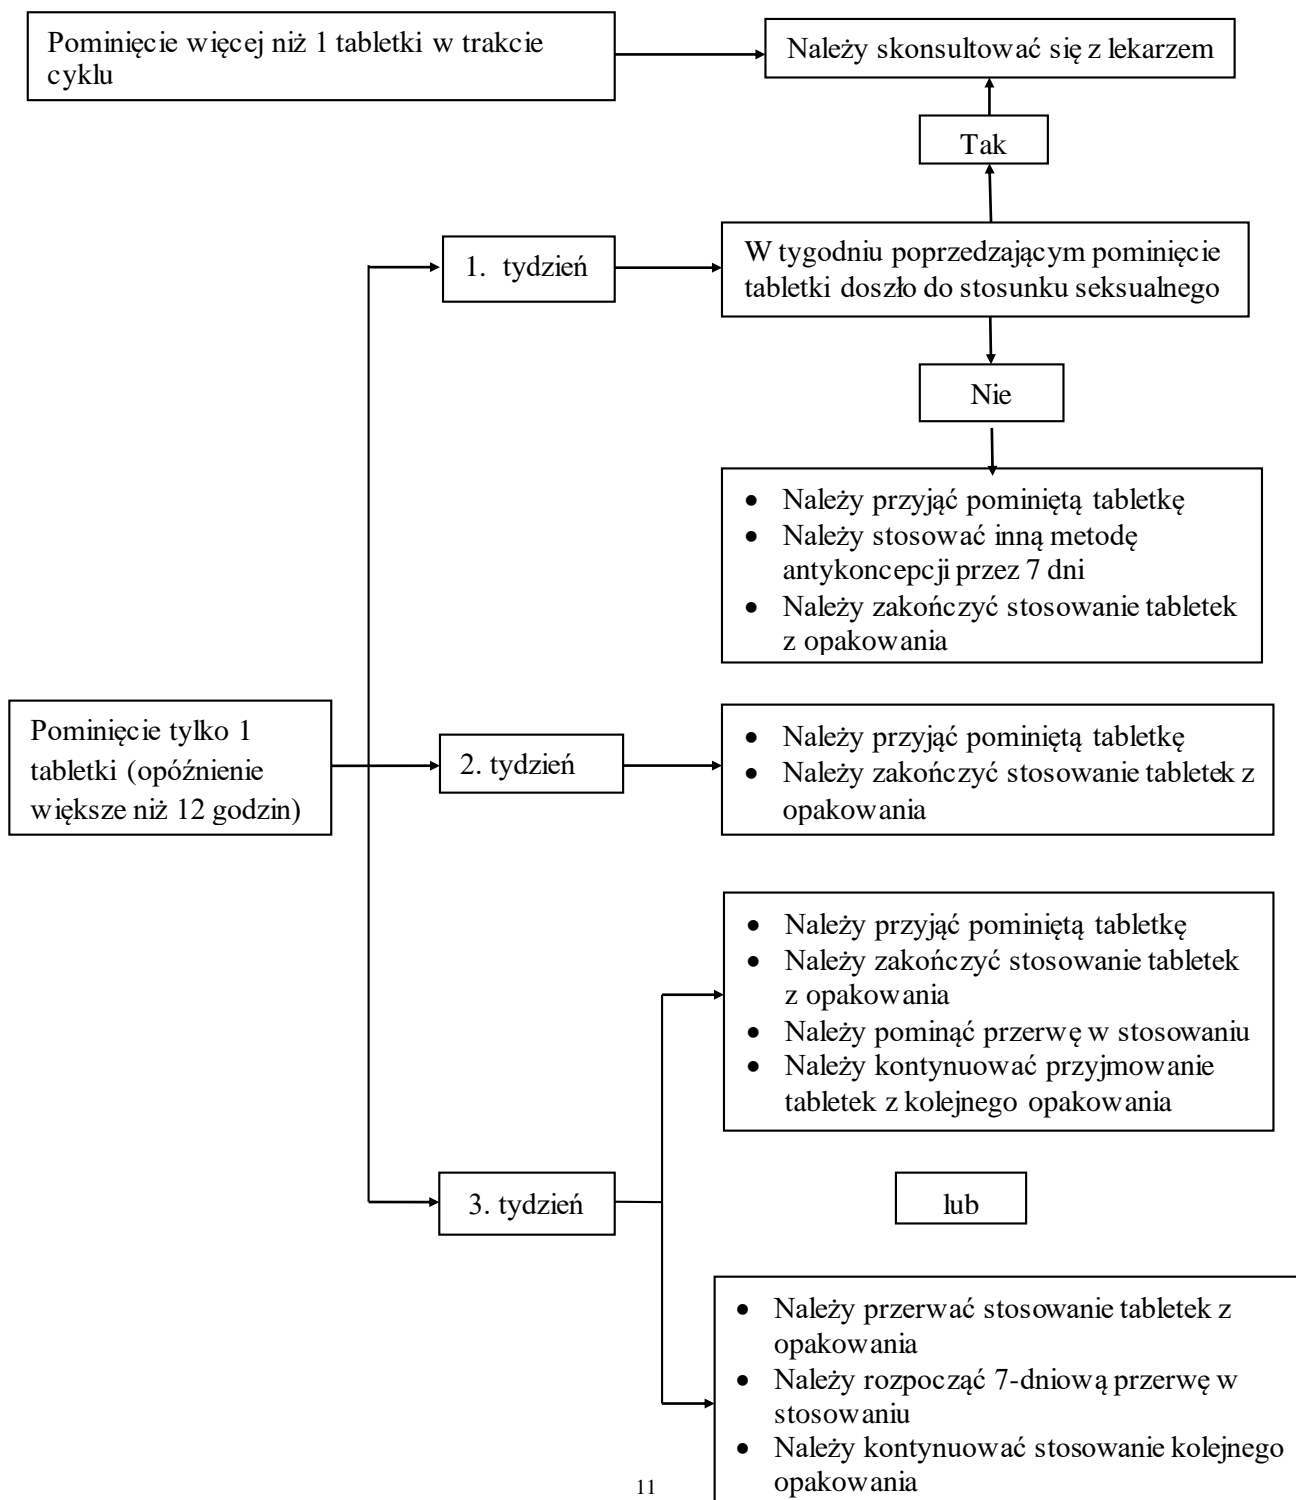 Pominięcie więcej niż 1 tabletki w trakcie
cyklu
Należy skonsultować się z lekarzem
Tak
1. tydzień
W tygodniu poprzedzającym pominięcie
tabletki doszło do stosunku seksualnego
Nie
• Należy przyjąć pominiętą tabletkę
• Należy stosować inną metodę
antykoncepcji przez 7 dni
• Należy zakończyć stosowanie tabletek
z opakowania
Pominięcie tylko 1
tabletki (opóźnienie
większe niż 12 godzin)
2. tydzień
• Należy przyjąć pominiętą tabletkę
• Należy zakończyć stosowanie tabletek z
opakowania
• Należy przyjąć pominiętą tabletkę
• Należy zakończyć stosowanie tabletek
z opakowania
• Należy pominąć przerwę w stosowaniu
• Należy kontynuować przyjmowanie
tabletek z kolejnego opakowania
3. tydzień
lub
• Należy przerwać stosowanie tabletek z
opakowania
• Należy rozpocząć 7-dniową przerwę w
stosowaniu
• Należy kontynuować stosowanie kolejnego
opakowania
11